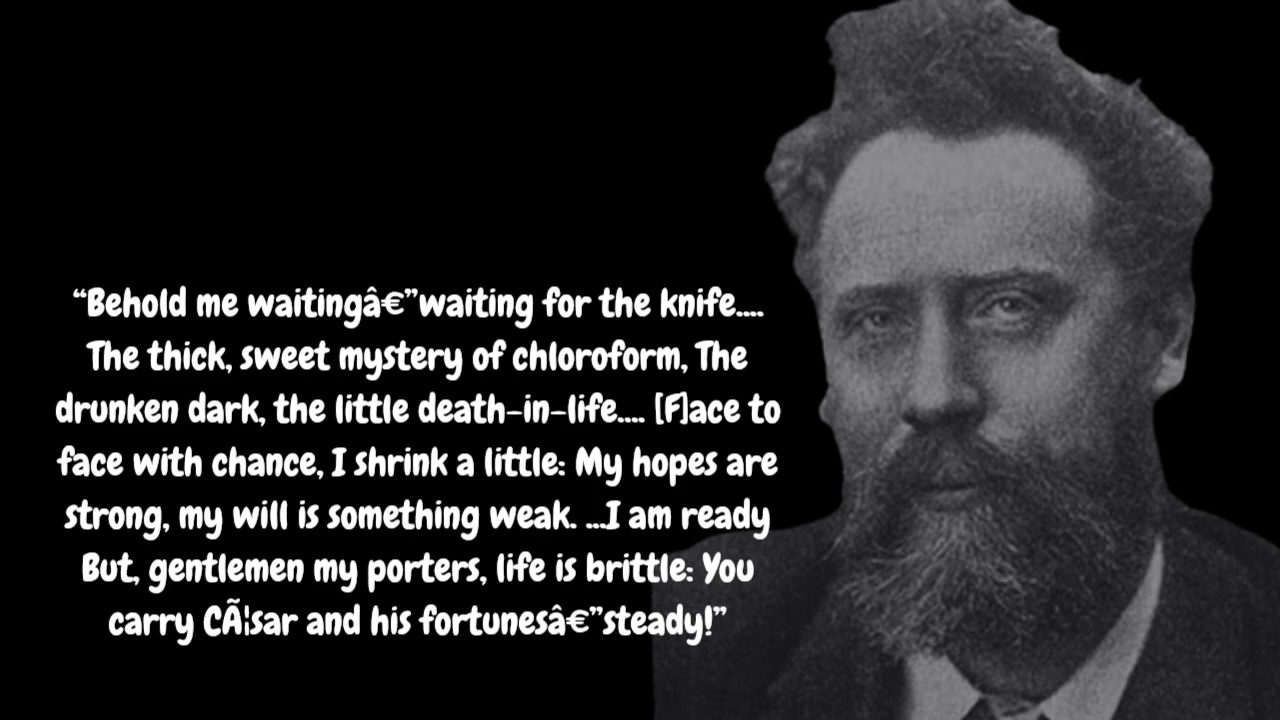 “Behold me waitingâ€”waiting for the knife....
The thick, sweet mystery of chloroform, The
drunken dark, the little death-in-life.... [F]ace to
face with chance, I shrink a little: My hopes are
strong, my will is something weak. ...I am ready
But, gentlemen my porters, life is brittle: You
carry CÃ¦sar and his fortunesâ€”steady!”